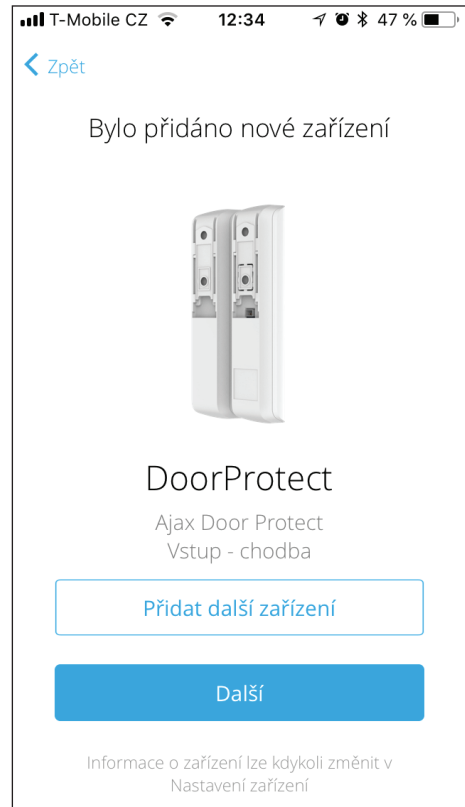 T-Mobile CZ 12:34 47 %
Zpět
Bylo přidáno nové zařízení
DoorProtect
Ajax Door Protect
Vstup - chodba
Přidat další zařízení
Další
Informace o zařízení lze kdykoli změnit v
Nastavení zařízení